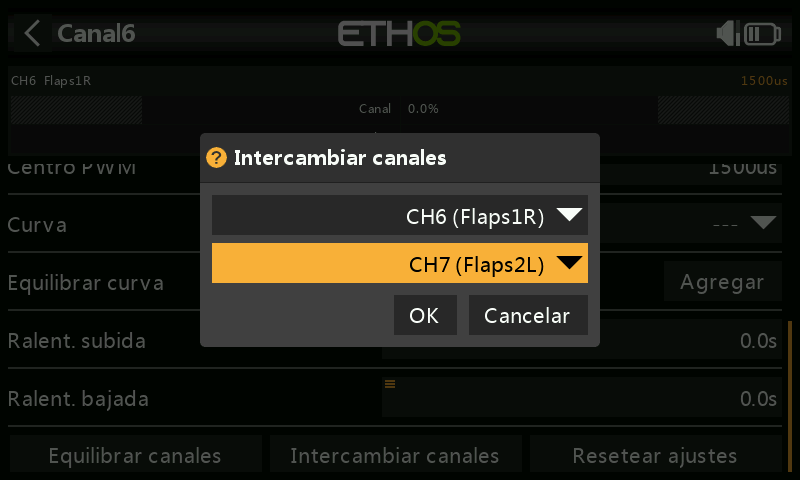 Canal6
ETHOS
CH6 Flaps1R
1500us
Canal 0.0%
Intercambiar canales
Centro PWM
1500us
CH6 (Flaps1R)
Curva
---
CH7 (Flaps2L)
Equilibrar curva
Agregar
OK
Cancelar
Ralent. subida
0.0s
Ralent. bajada
0.0s
Equilibrar canales
Intercambiar canales
Resetear ajustes